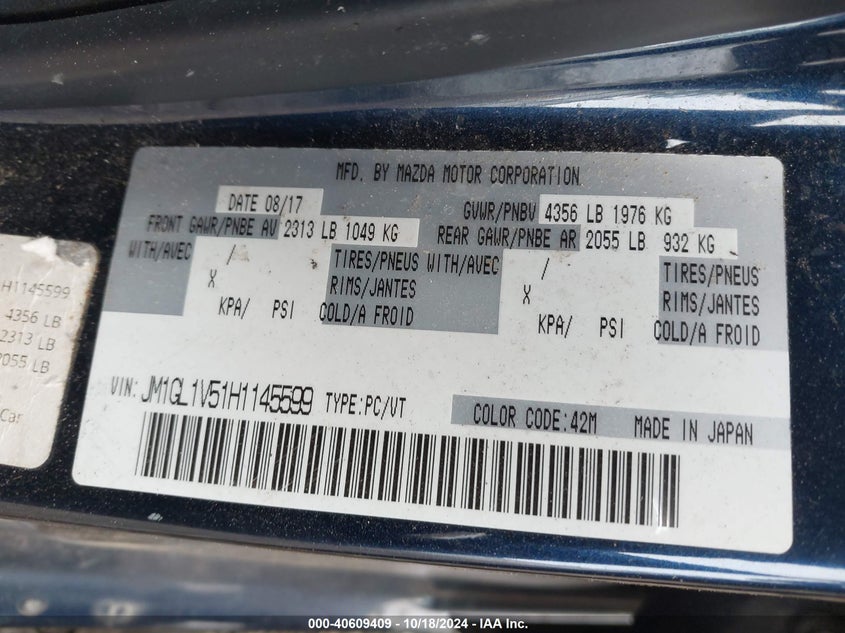 MFD. BY MAZDA MOTOR CORPORATION
DATE 08/17 GVWR/PNBV 4356 LB 1976 KG
FRONT GAWR/PNBE AV 2313 LB 1049 KG REAR GAWR/PNBE AR 2055 LB 932 KG
WITH/AVEC / TIRES/PNEUS WITH/AVEC / TIRES/PNEUS
X RIMS/JANTES X RIMS/JANTES
KPA/ PSI COLD/A FROID KPA/ PSI COLD/A FROID
VIN: JM1GL1V51H1145599 TYPE:PC/VT
COLOR CODE:42M MADE IN JAPAN
H1145599
4356 LB
2313 LB
2055 LB
Car
000-40609409 - 10/18/2024 - IAA Inc.